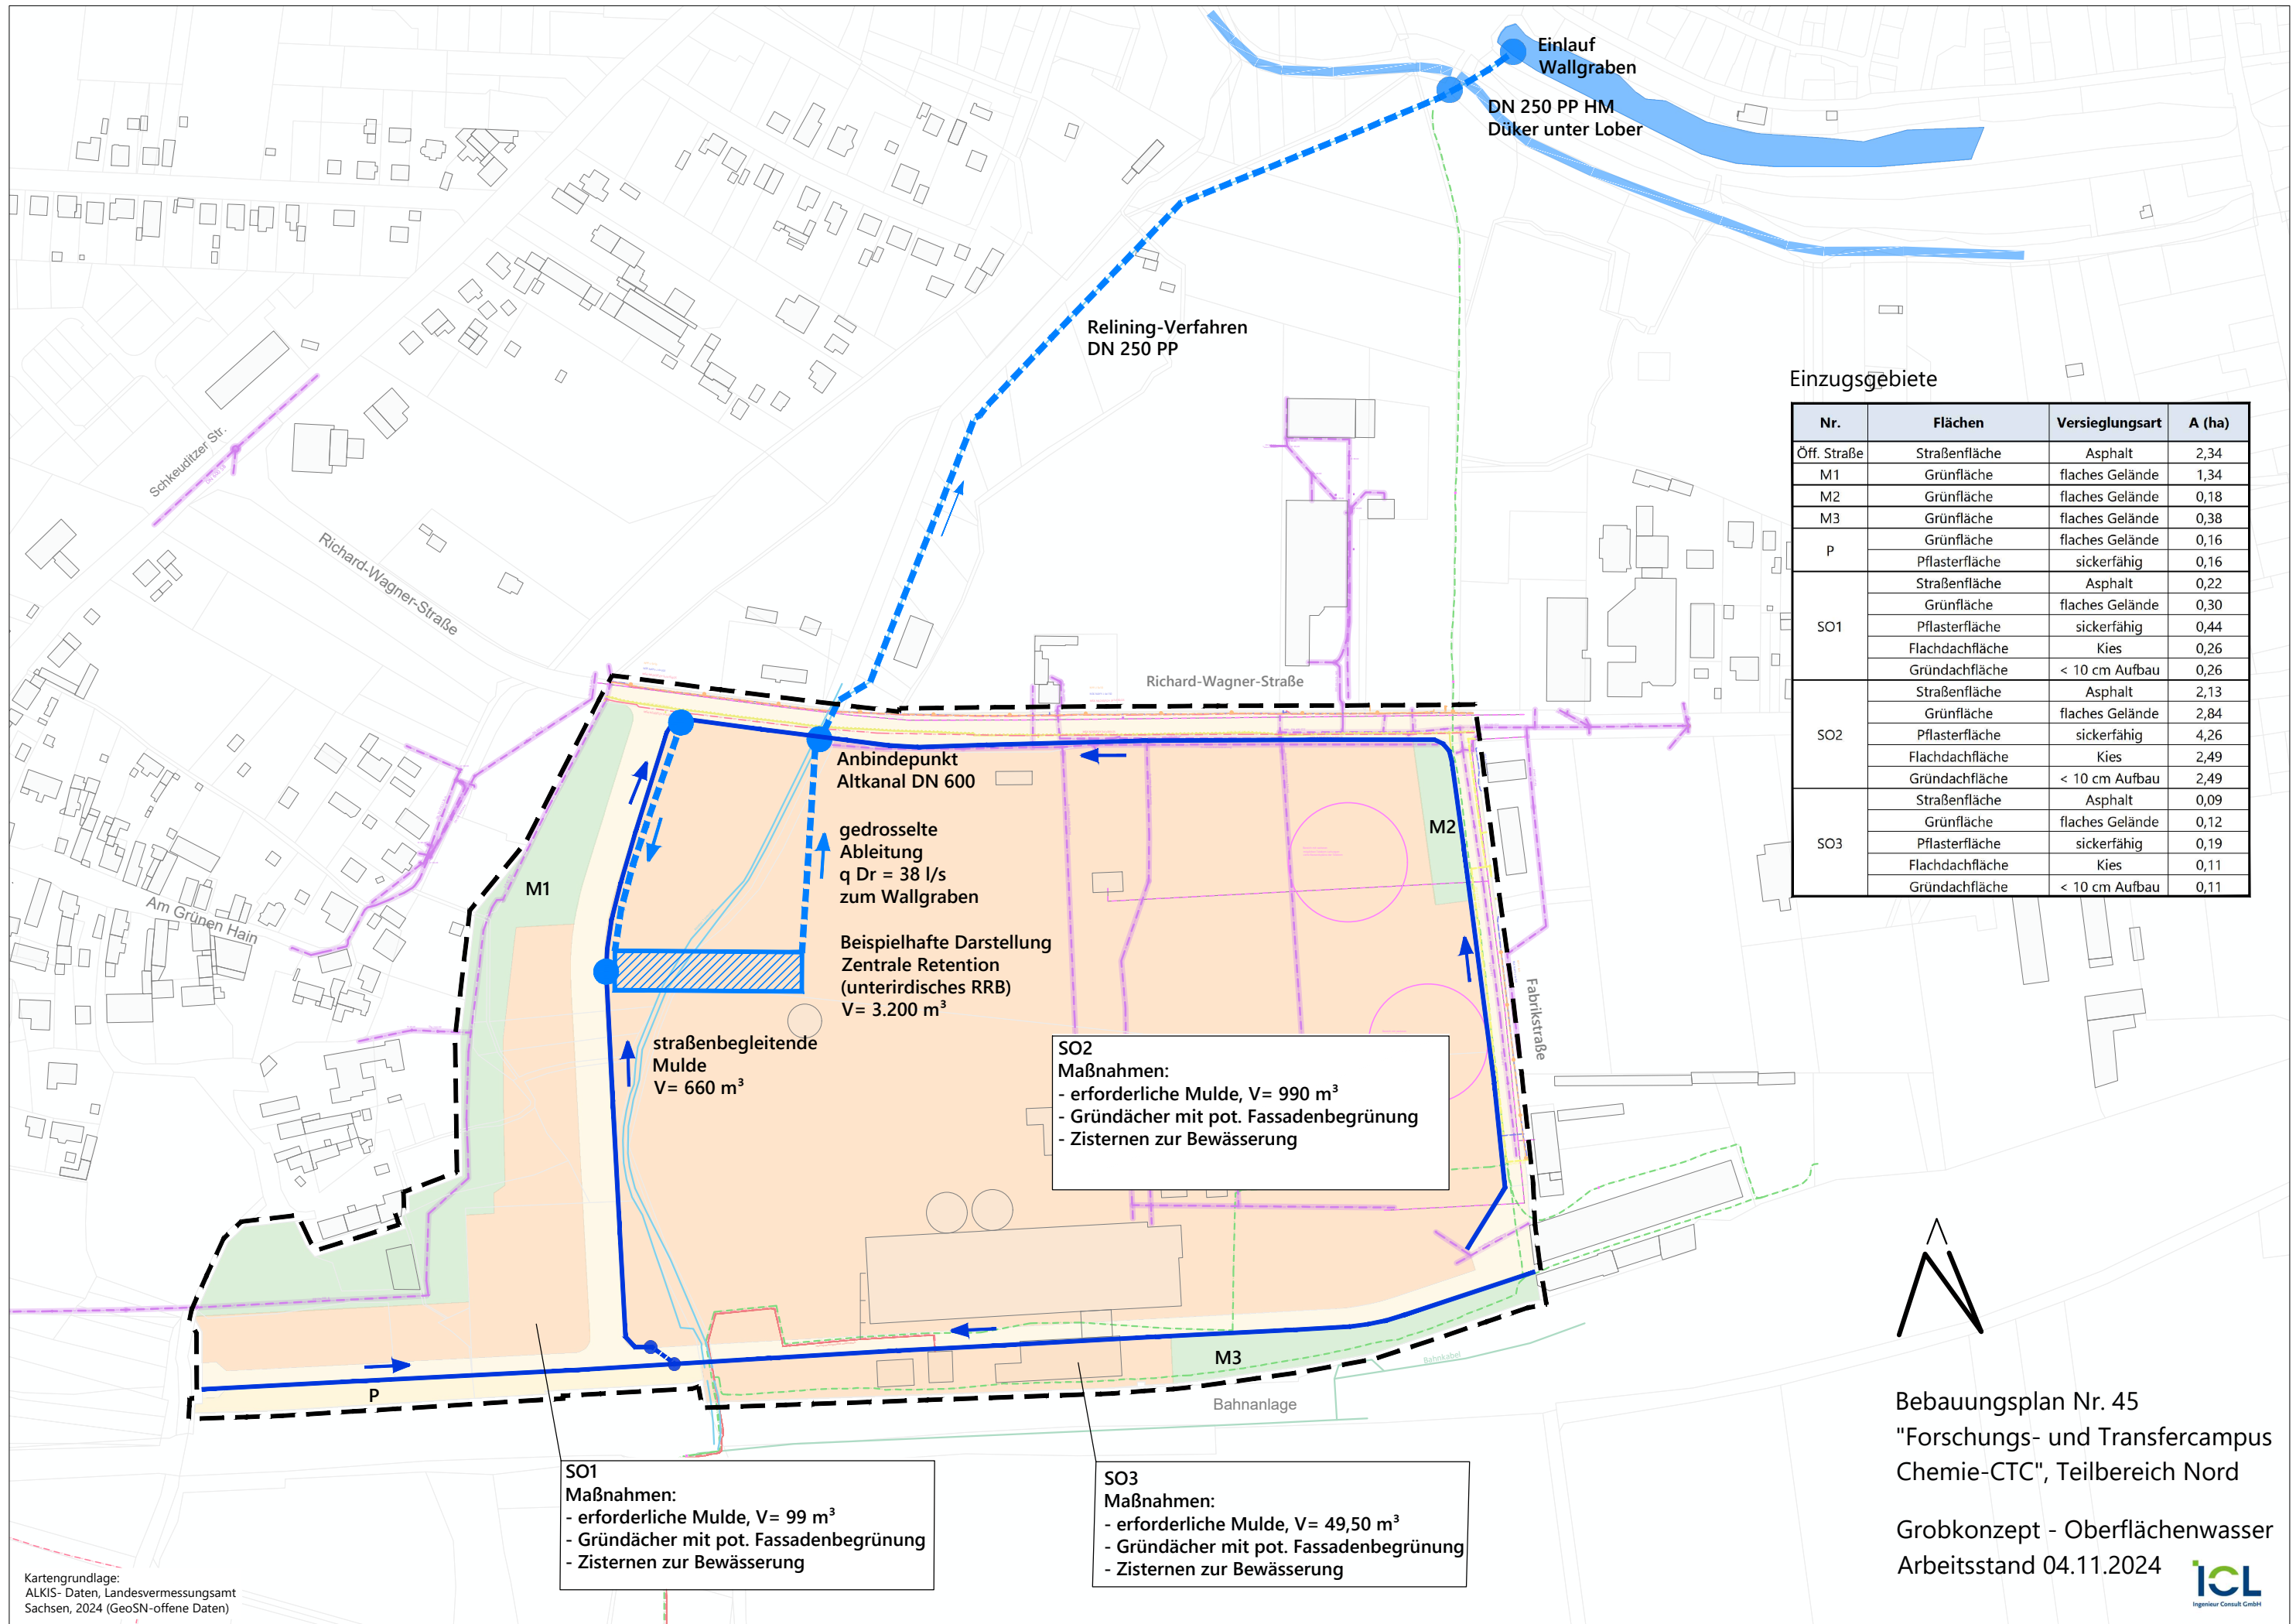 Einlauf
Wallgraben
DN 250 PP HM
Düker unter Lober
Relining-Verfahren
DN 250 PP
Einzugsgebiete
Nr. Flächen Versieglungsart A (ha)
Öff. Straße Straßenfläche Asphalt 2,34
M1 Grünfläche flaches Gelände 1,34
M2 Grünfläche flaches Gelände 0,18
M3 Grünfläche flaches Gelände 0,38
P Grünfläche flaches Gelände 0,16
Pflasterfläche sickerfähig 0,16
SO1 Straßenfläche Asphalt 0,22
Grünfläche flaches Gelände 0,30
Pflasterfläche sickerfähig 0,44
Flachdachfläche Kies 0,26
Gründachfläche < 10 cm Aufbau 0,26
SO2 Straßenfläche Asphalt 2,13
Grünfläche flaches Gelände 2,84
Pflasterfläche sickerfähig 4,26
Flachdachfläche Kies 2,49
Gründachfläche < 10 cm Aufbau 2,49
SO3 Straßenfläche Asphalt 0,09
Grünfläche flaches Gelände 0,12
Pflasterfläche sickerfähig 0,19
Flachdachfläche Kies 0,11
Gründachfläche < 10 cm Aufbau 0,11
Schkeuditzer Str.
Richard-Wagner-Straße
Richard-Wagner-Straße
Anbindepunkt
Altkanal DN 600
gedrosselte
Ableitung
q Dr = 38 l/s
zum Wallgraben
M2
M1
Am Grünen Hain
Beispielhafte Darstellung
Zentrale Retention
(unterirdisches RRB)
V= 3.200 m³
Fabrikstraße
straßenbegleitende
Mulde
V= 660 m³
SO2
Maßnahmen:
- erforderliche Mulde, V= 990 m³
- Gründächer mit pot. Fassadenbegrünung
- Zisternen zur Bewässerung
M3
Bahnkabel
P
Bahnanlage
SO1
Maßnahmen:
- erforderliche Mulde, V= 99 m³
- Gründächer mit pot. Fassadenbegrünung
- Zisternen zur Bewässerung
SO3
Maßnahmen:
- erforderliche Mulde, V= 49,50 m³
- Gründächer mit pot. Fassadenbegrünung
- Zisternen zur Bewässerung
Bebauungsplan Nr. 45
"Forschungs- und Transfercampus
Chemie-CTC", Teilbereich Nord
Grobkonzept - Oberflächenwasser
Arbeitsstand 04.11.2024
ICL
Ingenieur Consult GmbH
Kartengrundlage:
ALKIS- Daten, Landesvermessungsamt
Sachsen, 2024 (GeoSN-offene Daten)